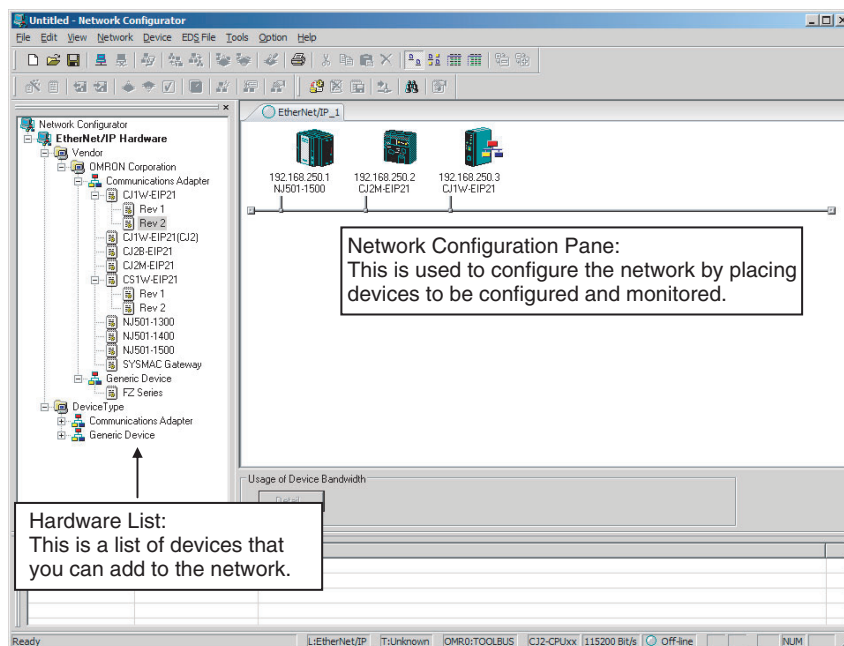 Untitled - Network Configurator
File Edit View Network Device EDS File Tools Option Help
Network Configurator
EtherNet/IP Hardware
Vendor
OMRON Corporation
Communications Adapter
CJ1W-EIP21
Rev 1
Rev 2
CJ1W-EIP21(CJ2)
CJ2B-EIP21
CJ2M-EIP21
CS1W-EIP21
Rev 1
Rev 2
NJ501-1300
NJ501-1400
NJ501-1500
SYSMAC Gateway
Generic Device
FZ Series
DeviceType
Communications Adapter
Generic Device
Hardware List:
This is a list of devices that
you can add to the network.
EtherNet/IP_1
192.168.250.1
NJ501-1500
192.168.250.2
CJ2M-EIP21
192.168.250.3
CJ1W-EIP21
Network Configuration Pane:
This is used to configure the network by placing
devices to be configured and monitored.
Usage of Device Bandwidth
Ready
L:EtherNet/IP T:Unknown OMR0:TOOLBUS CJ2-CPUxx 115200 Bit/s Off-line NUM